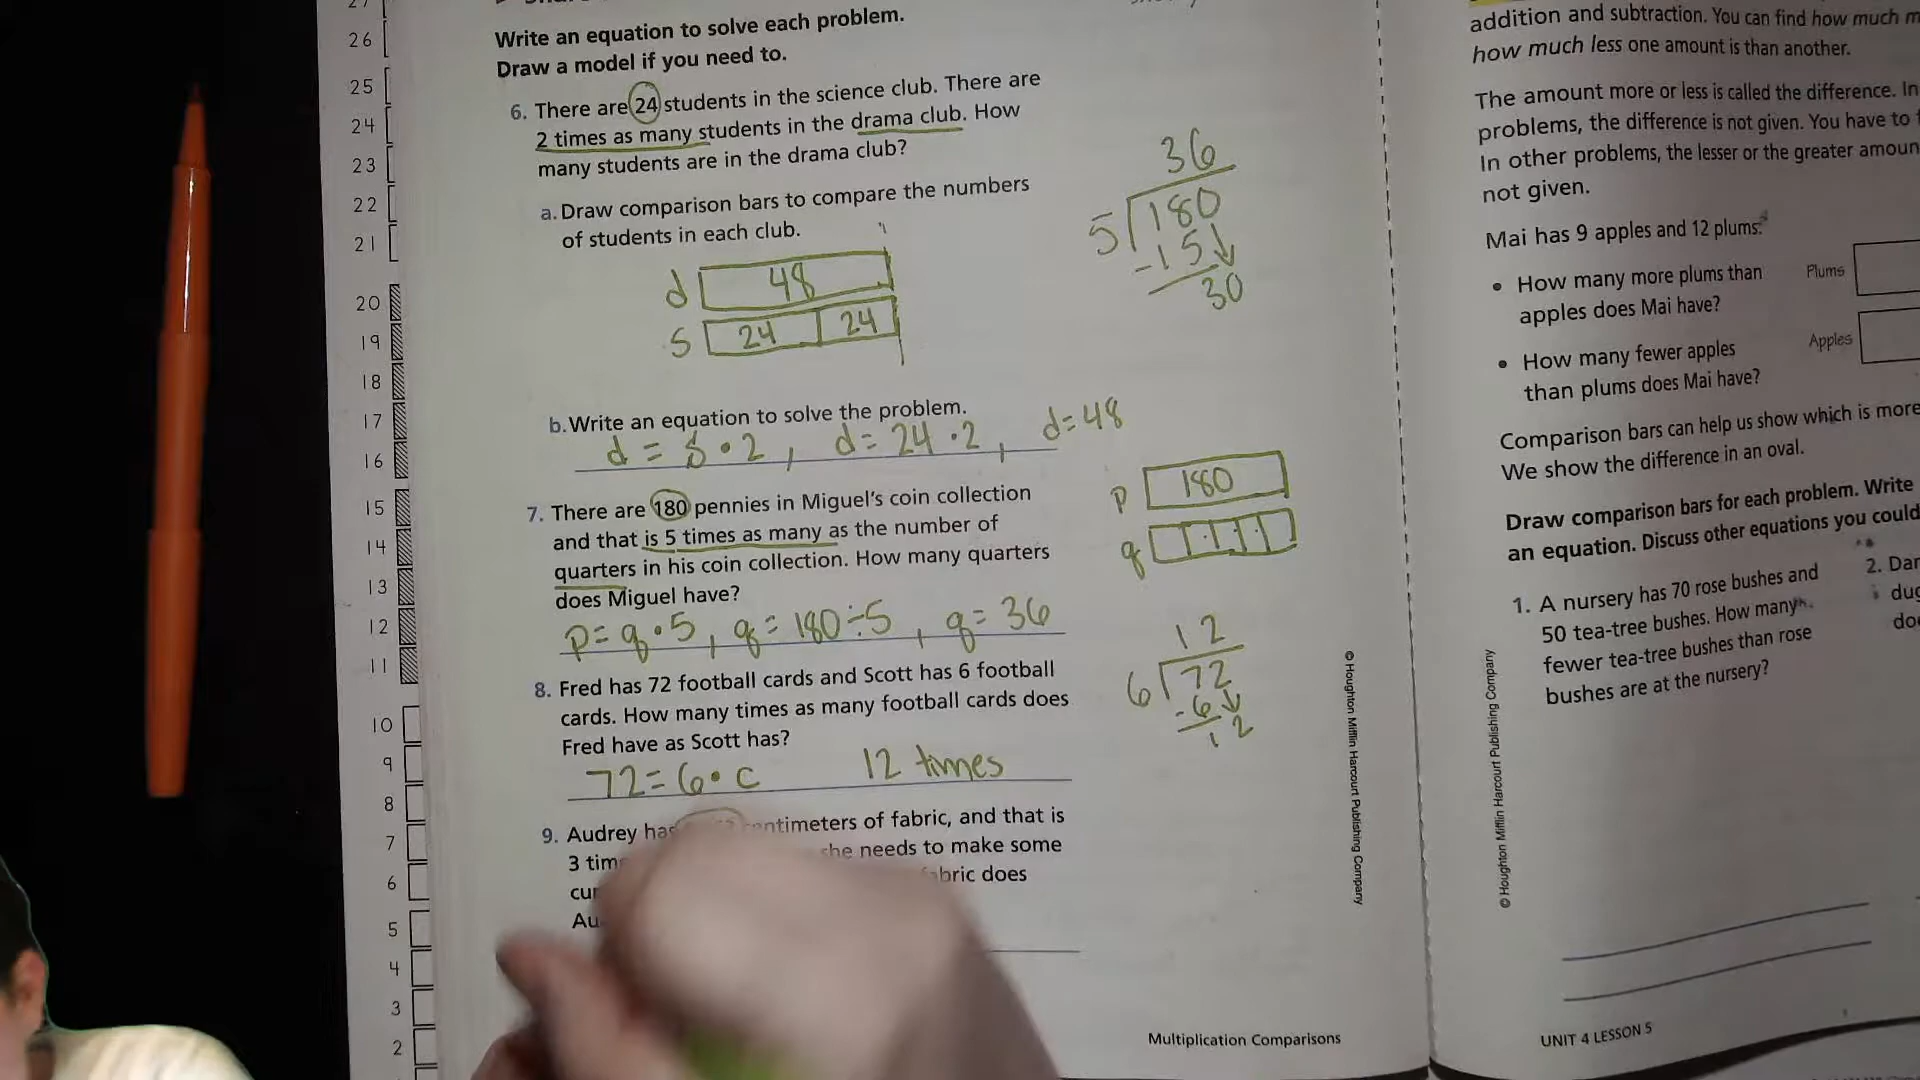 27
26
25
24
23
22
21
20
19
18
17
16
15
14
13
12
11
10
9
8
7
6
5
4
3
2
Write an equation to solve each problem.
Draw a model if you need to.
6. There are 24 students in the science club. There are
2 times as many students in the drama club. How
many students are in the drama club?
a. Draw comparison bars to compare the numbers
of students in each club.
d 48
s 24 24
b. Write an equation to solve the problem.
d = s • 2, d = 24 • 2, d = 48
7. There are 180 pennies in Miguel's coin collection
and that is 5 times as many as the number of
quarters in his coin collection. How many quarters
does Miguel have?
p = q • 5, q = 180 ÷ 5, q = 36
8. Fred has 72 football cards and Scott has 6 football
cards. How many times as many football cards does
Fred have as Scott has?
72 = 6 • c 12 times
9. Audrey has centimeters of fabric, and that is
3 she needs to make some
does
36
5 180
- 15
30
p 180
q
12
6 72
- 6
12
© Houghton Mifflin Harcourt Publishing Company
Multiplication Comparisons
addition and subtraction. You can find how much
how much less one amount is than another.
The amount more or less is called the difference. In
problems, the difference is not given. You have to
In other problems, the lesser or the greater
not given.
Mai has 9 apples and 12 plums.
• How many more plums than
apples does Mai have?
Plums
• How many fewer apples
than plums does Mai have?
Apples
Comparison bars can help us show which is more
We show the difference in an oval.
Draw comparison bars for each problem. Write
an equation. Discuss other equations you could
1. A nursery has 70 rose bushes and
50 tea-tree bushes. How many
fewer tea-tree bushes than rose
bushes are at the nursery?
2.
© Houghton Mifflin Harcourt Publishing Company
UNIT 4 LESSON 5